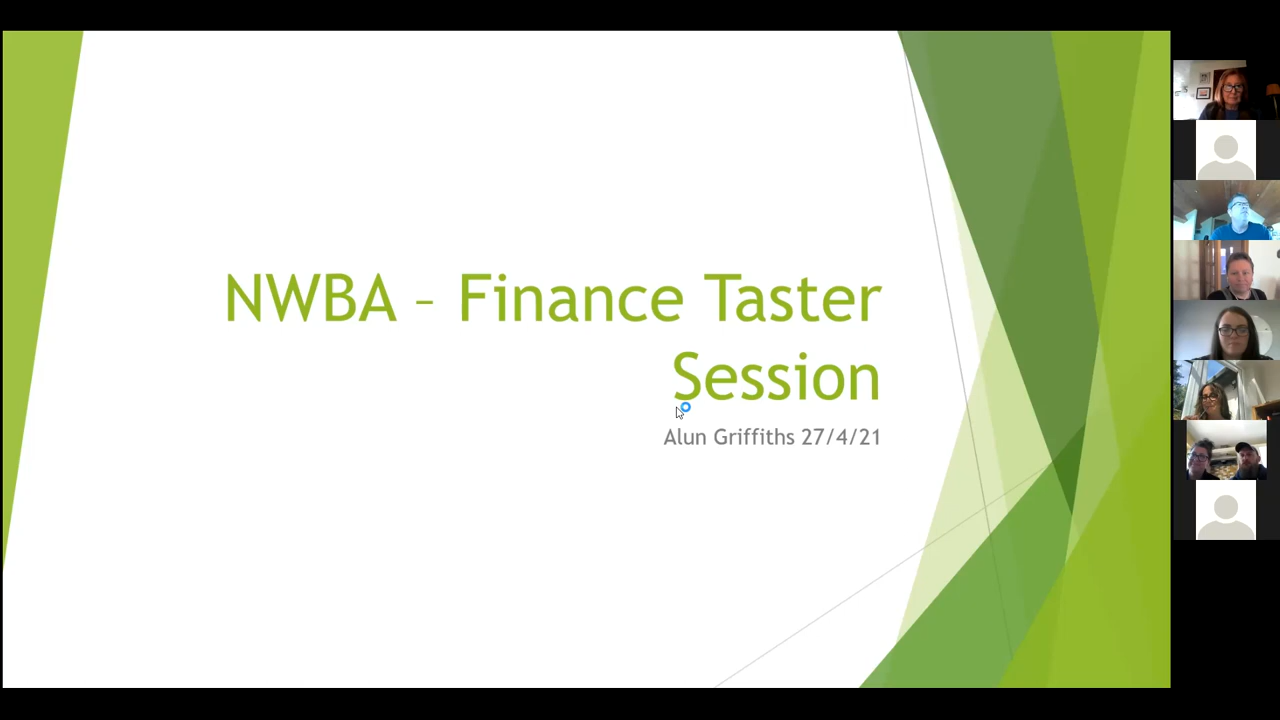 NWBA – Finance Taster
Session
Alun Griffiths 27/4/21